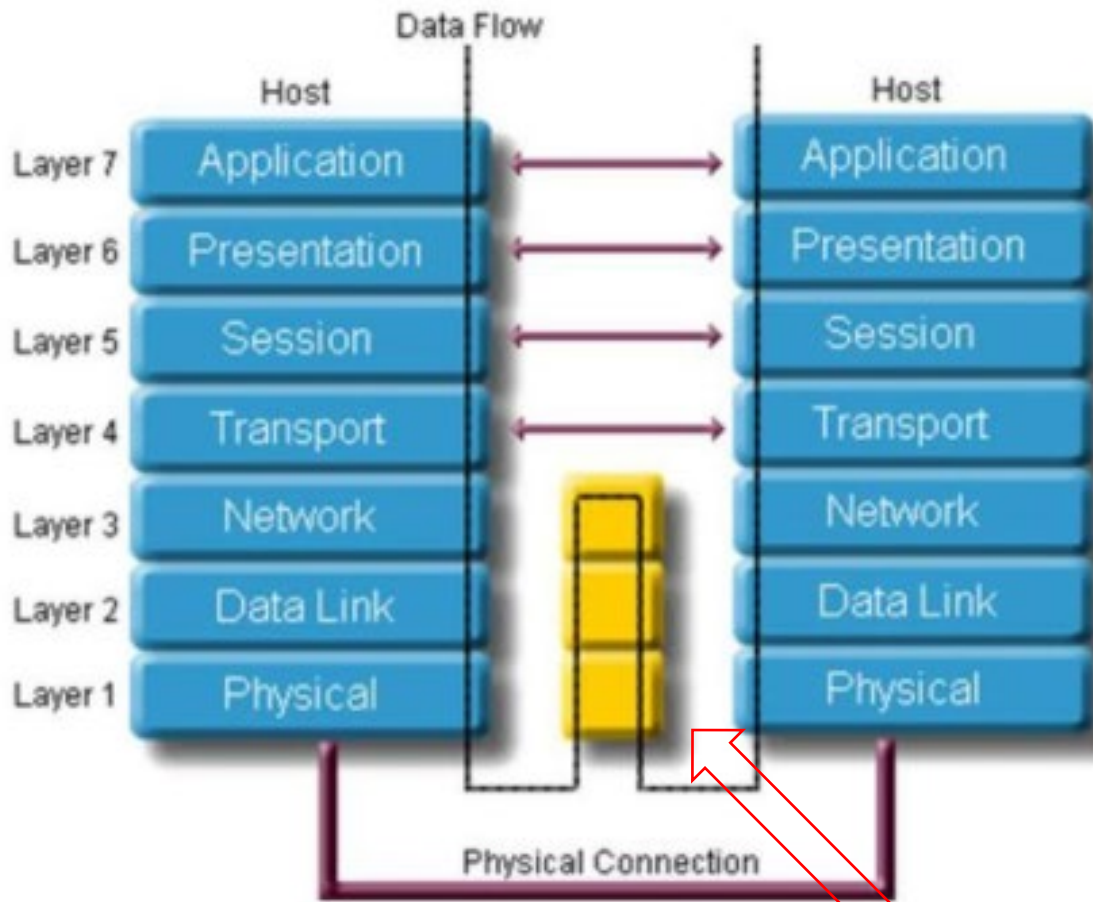 Data Flow
Host Host
Layer 7 Application Application
Layer 6 Presentation Presentation
Layer 5 Session Session
Layer 4 Transport Transport
Layer 3 Network Network
Layer 2 Data Link Data Link
Layer 1 Physical Physical
Physical Connection